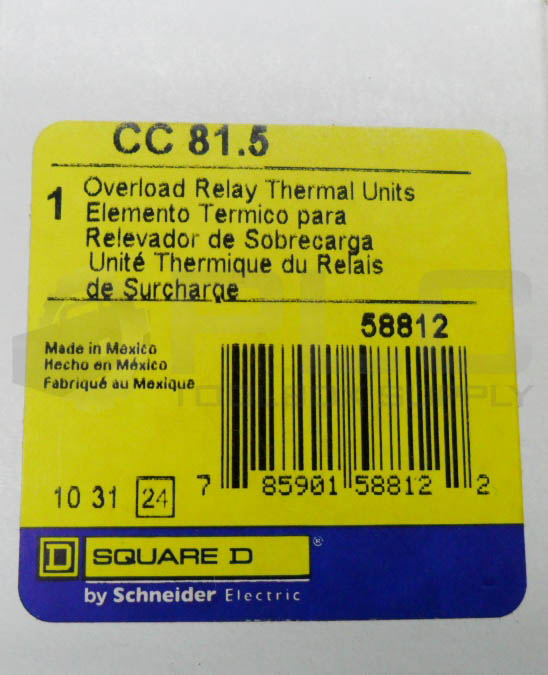 CC 81.5
1 Overload Relay Thermal Units
Elemento Termico para
Relevador de Sobrecarga
Unité Thermique du Relais
de Surcharge
58812
Made in Mexico
Hecho en México
Fabriqué au Mexique
10 31 24
7 85901 58812 2
D SQUARE D ®
by Schneider Electric